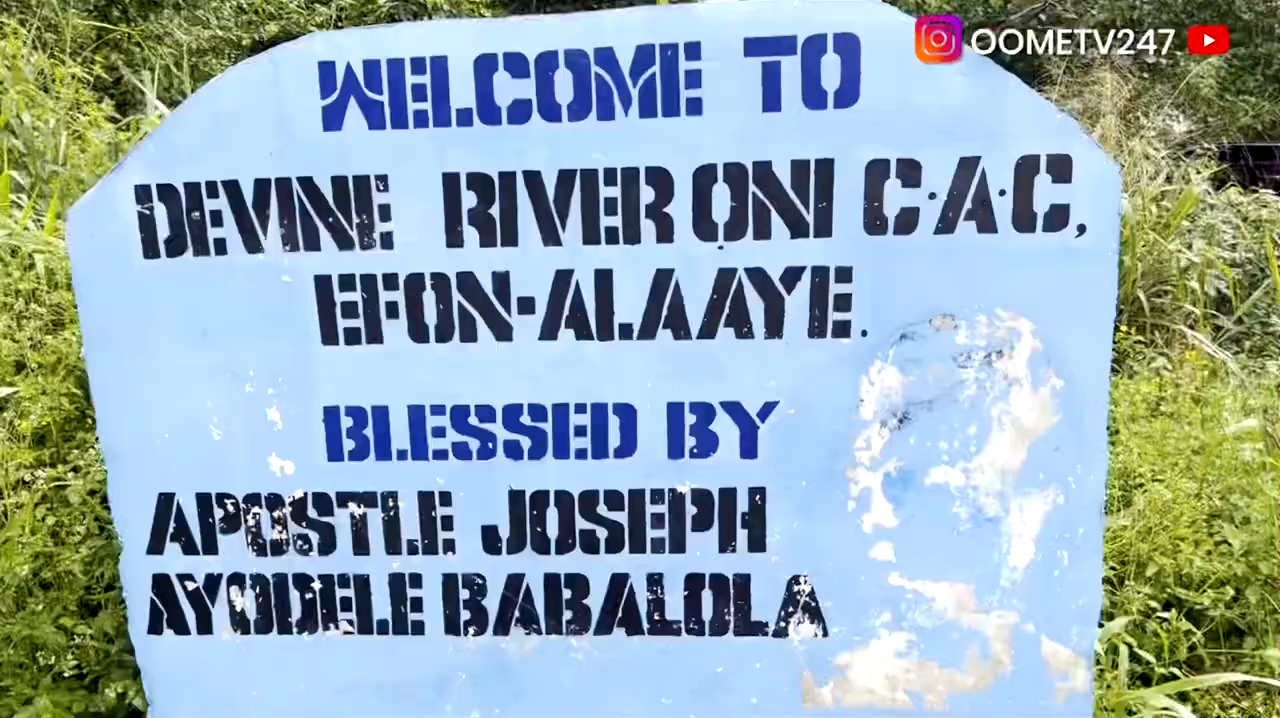 OOMETV247
WELCOME TO
DEVINE RIVER ONI C.A.C,
EFON-ALAAYE.
BLESSED BY
APOSTLE JOSEPH
AYODELE BABALOLA